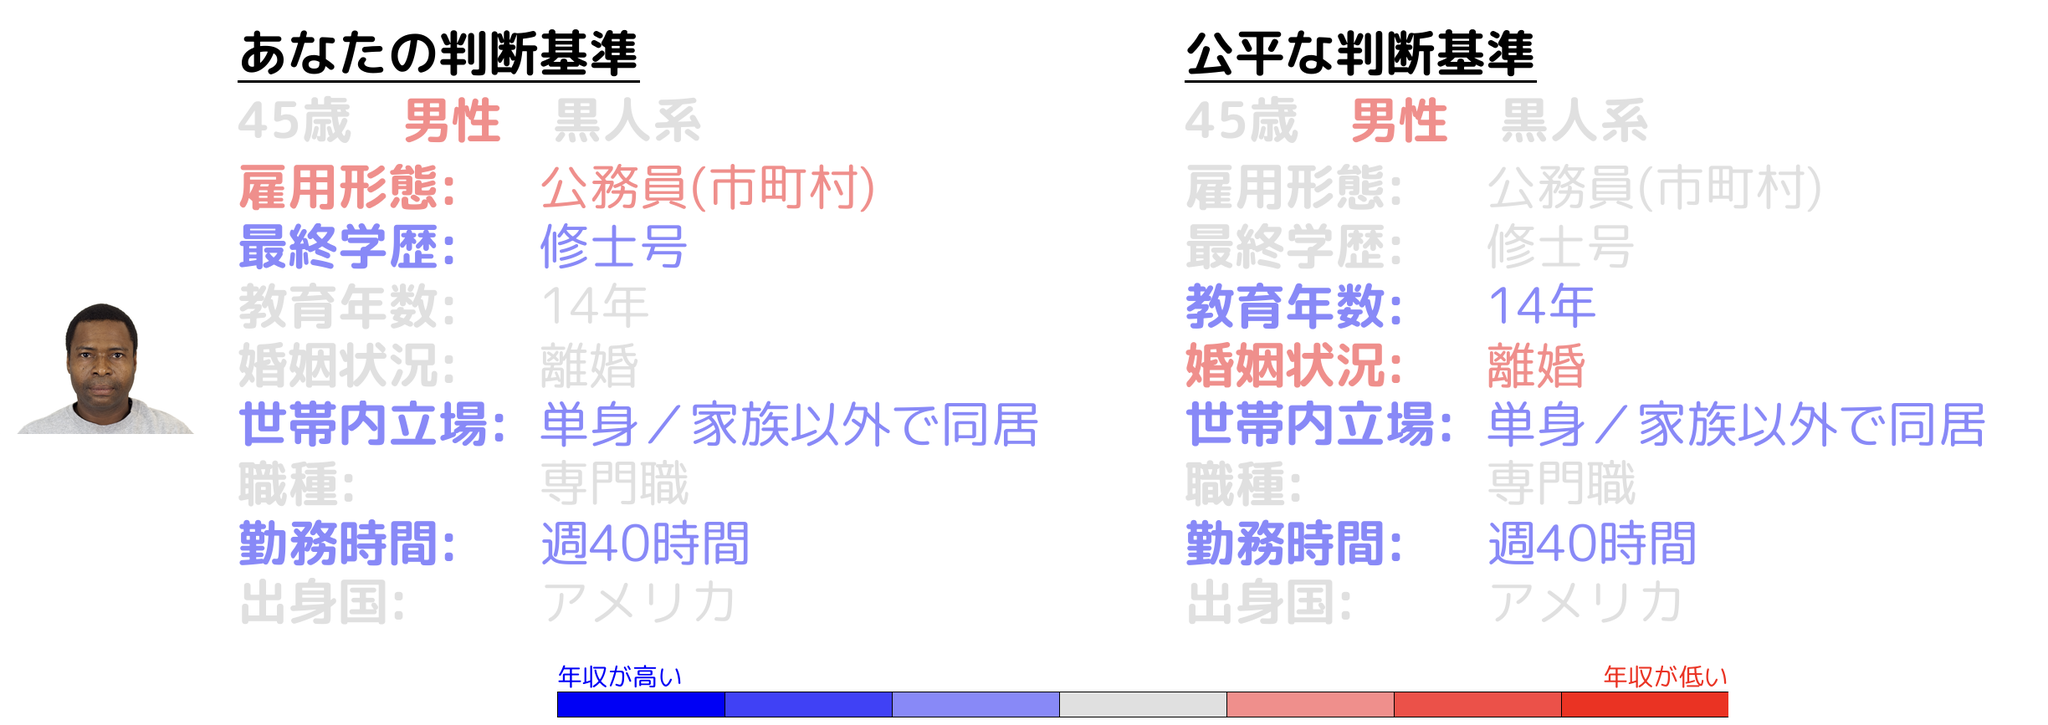 あなたの判断基準
45歳 男性 黒人系
雇用形態: 公務員(市町村)
最終学歴: 修士号
教育年数: 14年
婚姻状況: 離婚
世帯内立場: 単身／家族以外で同居
職種: 専門職
勤務時間: 週40時間
出身国: アメリカ
公平な判断基準
45歳 男性 黒人系
雇用形態: 公務員(市町村)
最終学歴: 修士号
教育年数: 14年
婚姻状況: 離婚
世帯内立場: 単身／家族以外で同居
職種: 専門職
勤務時間: 週40時間
出身国: アメリカ
年収が高い
年収が低い